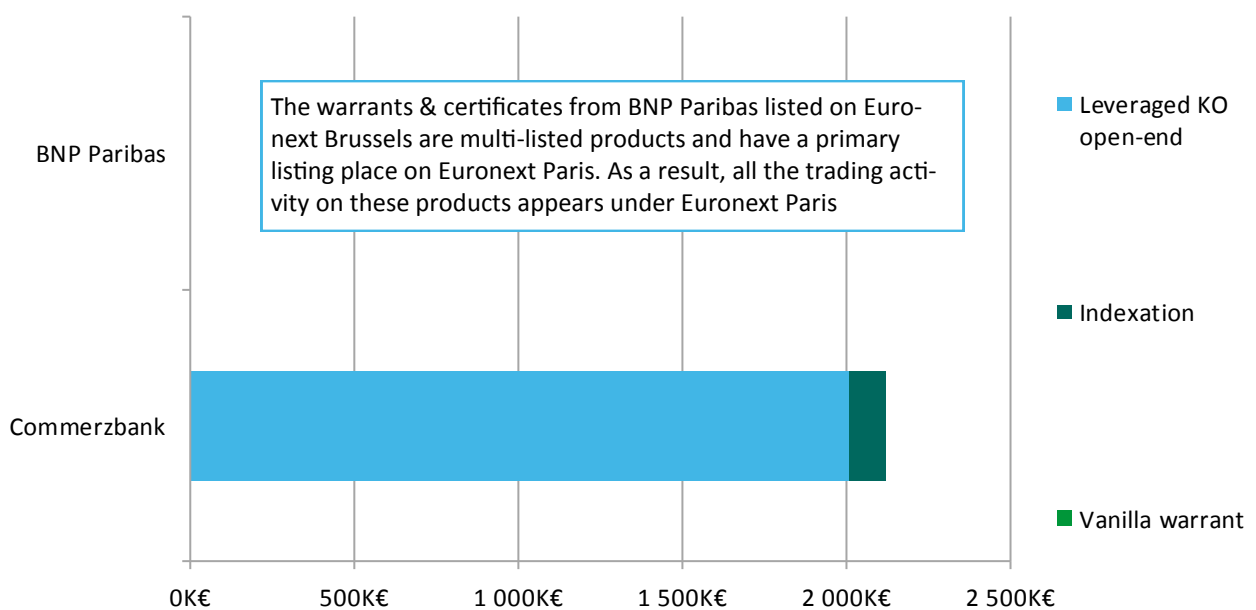 The warrants & certificates from BNP Paribas listed on Euro-
next Brussels are multi-listed products and have a primary
listing place on Euronext Paris. As a result, all the trading acti-
vity on these products appears under Euronext Paris
BNP Paribas
Commerzbank
Leveraged KO
open-end
Indexation
Vanilla warrant
0K€
500K€
1 000K€
1 500K€
2 000K€
2 500K€